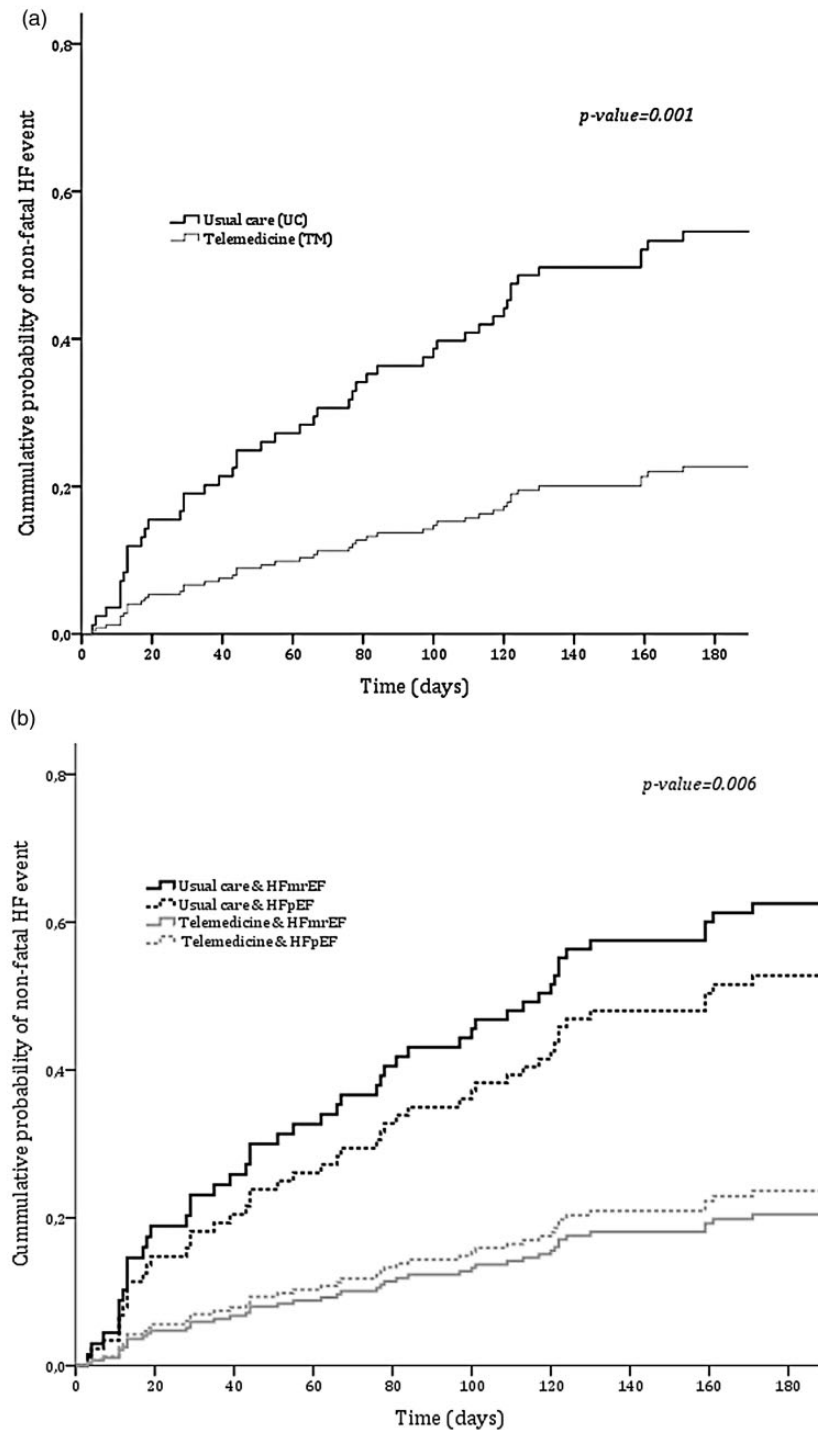 (a)
0,8
p-value=0.001
0,6
Usual care (UC)
Telemedicine (TM)
0,4
0,2
0,0
0 20 40 60 80 100 120 140 160 180
Time (days)
Cummulative probability of non-fatal HF event
(b)
0,8
p-value=0.006
Usual care & HFmrEF
Usual care & HFpEF
Telemedicine & HFmrEF
Telemedicine & HFpEF
0,6
0,4
0,2
0,0
0 20 40 60 80 100 120 140 160 180
Time (days)
Cummulative probability of non-fatal HF event